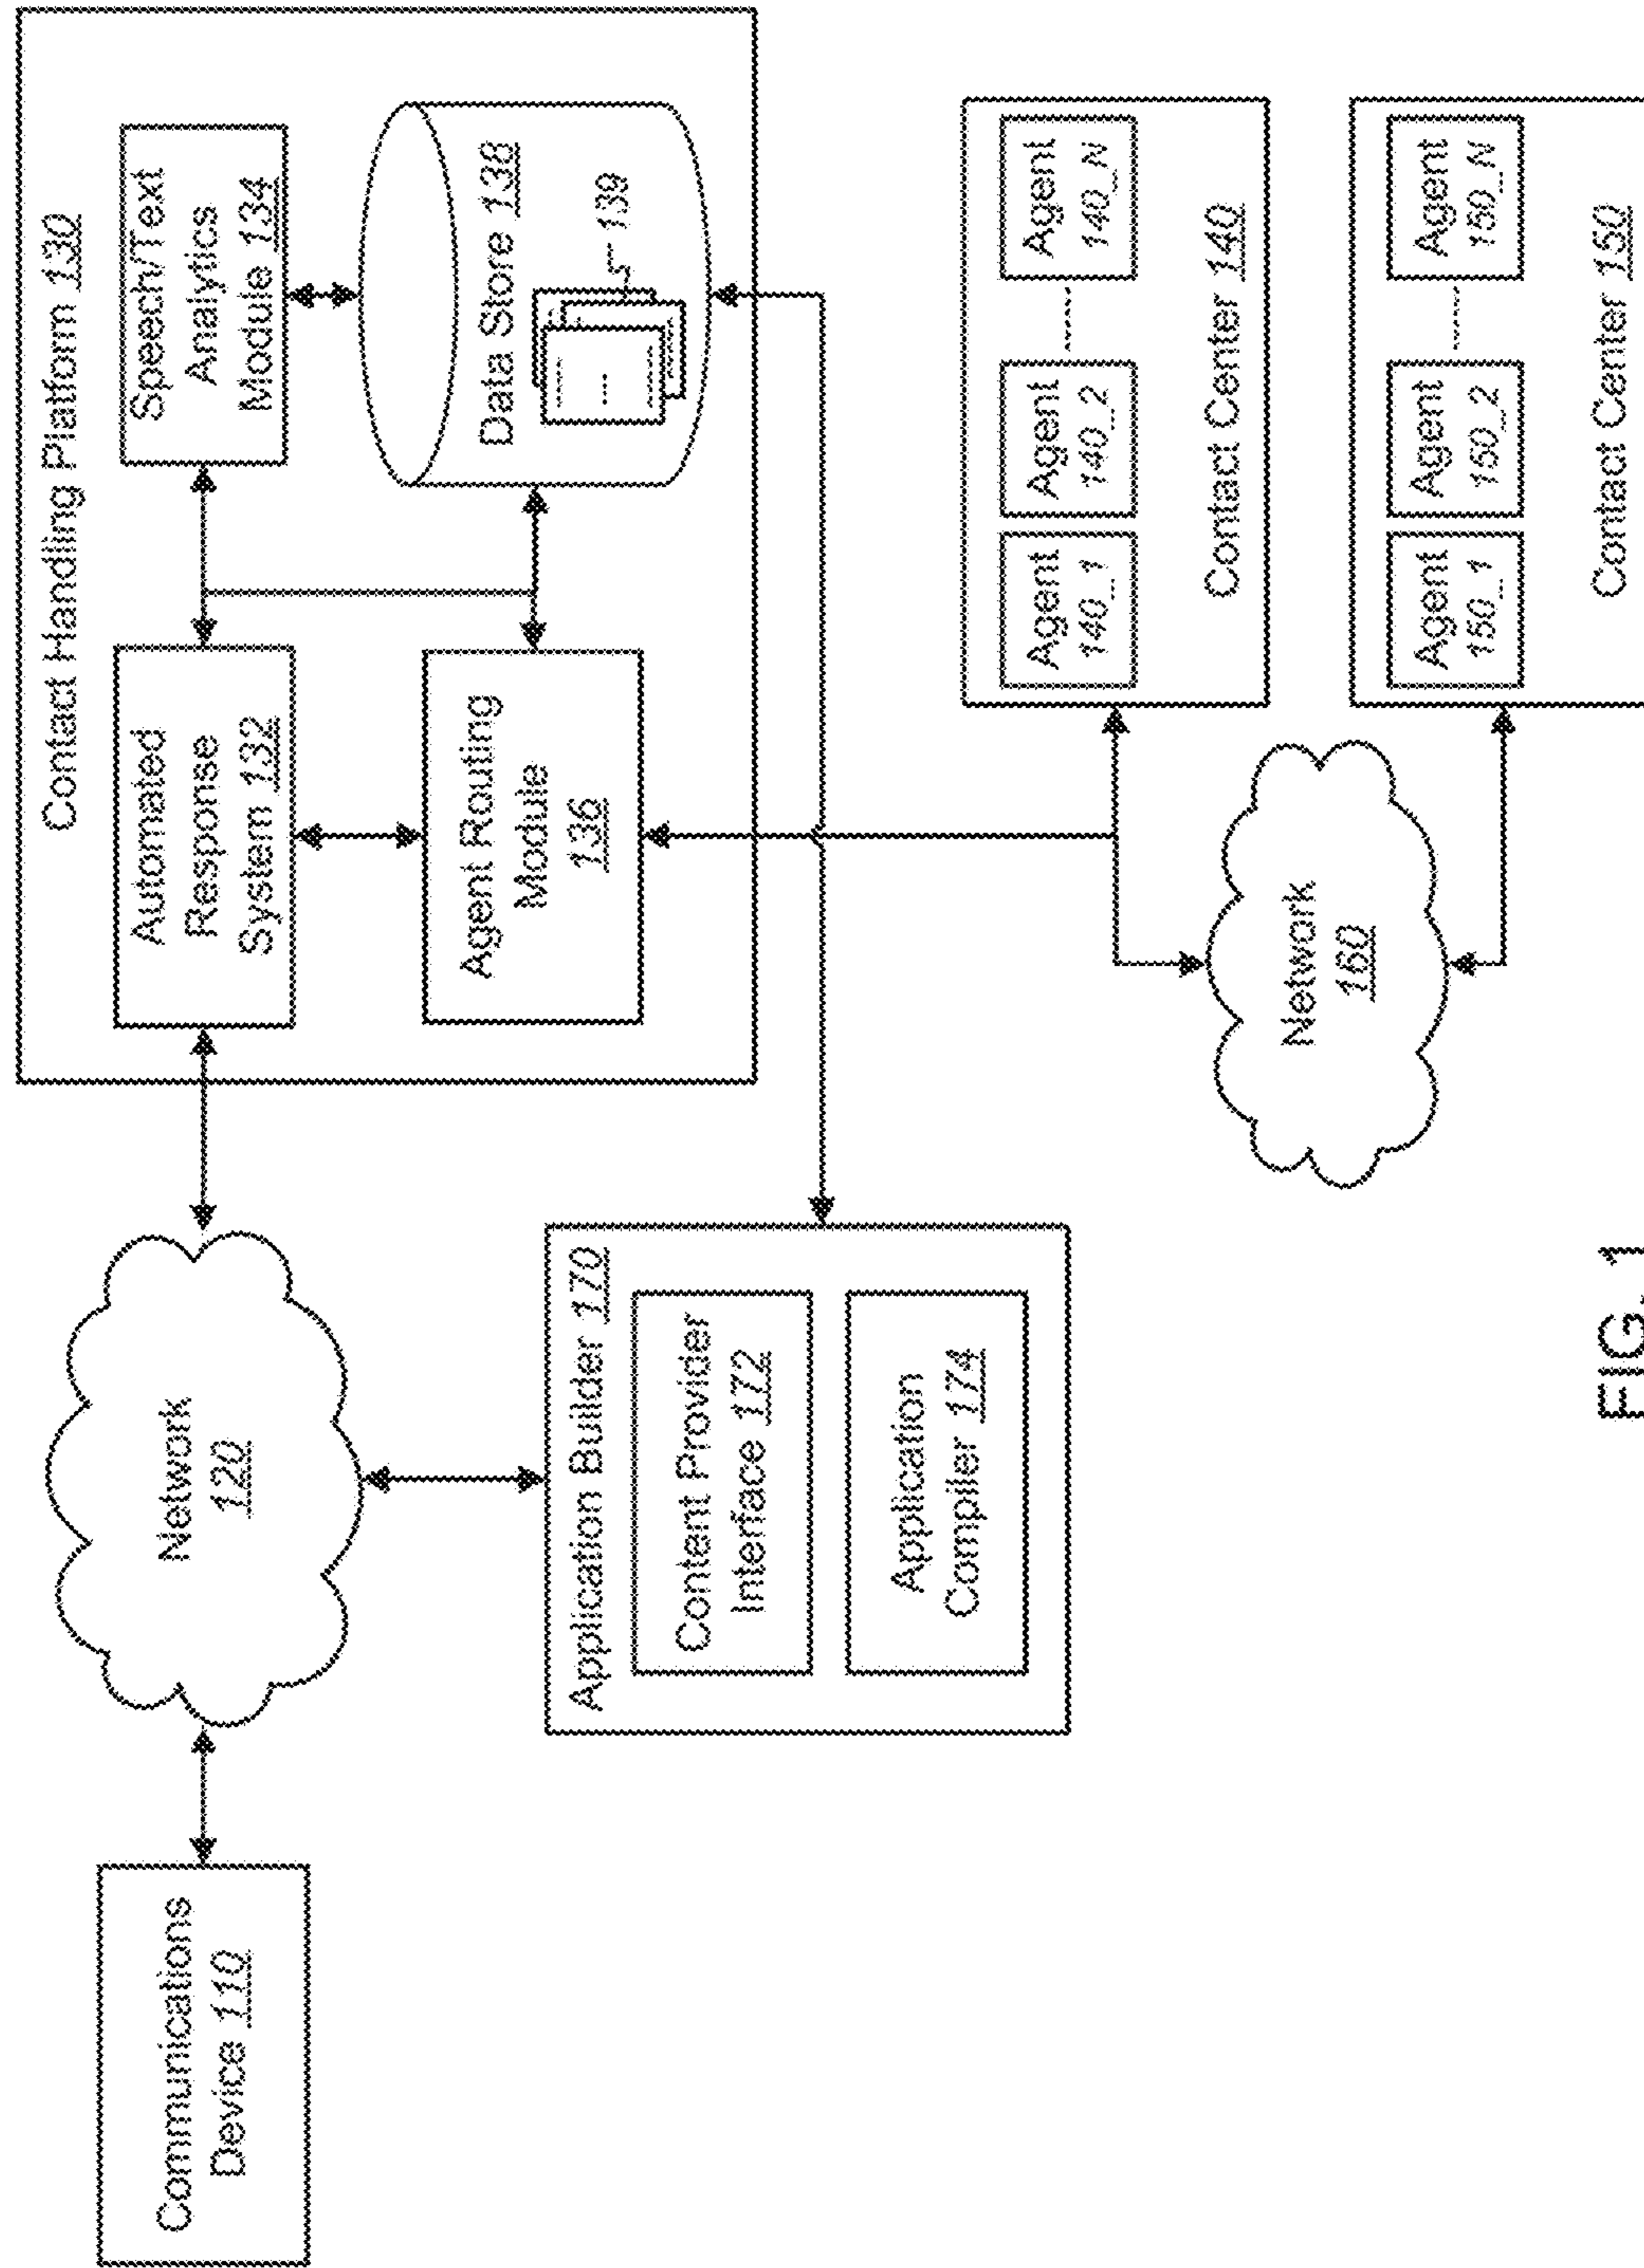 Communications
Device 110
Network
120
Application Builder 170
Content Provider
Interface 172
Application
Compiler 174
Contact Handling Platform 130
Automated
Response
System 132
Speech/Text
Analytics
Module 134
Agent Routing
Module
136
Data Store 138
139
Network
160
Agent
140_1
Agent
140_2
Agent
140_N
Contact Center 140
Agent
150_1
Agent
150_2
Agent
150_N
Contact Center 150
FIG. 1